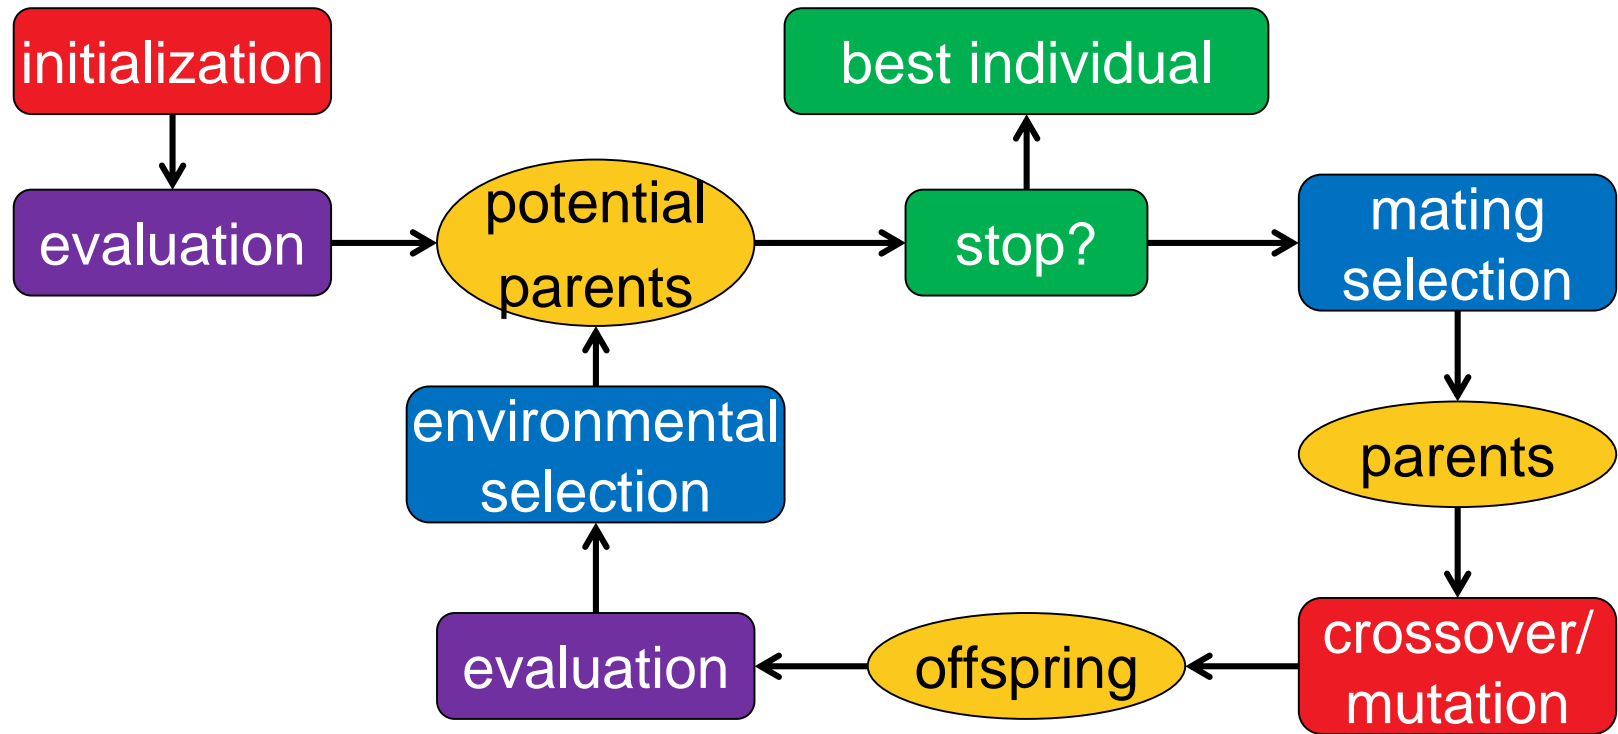 initialization
best individual
evaluation
potential
parents
stop?
mating
selection
environmental
selection
parents
evaluation
offspring
crossover/
mutation